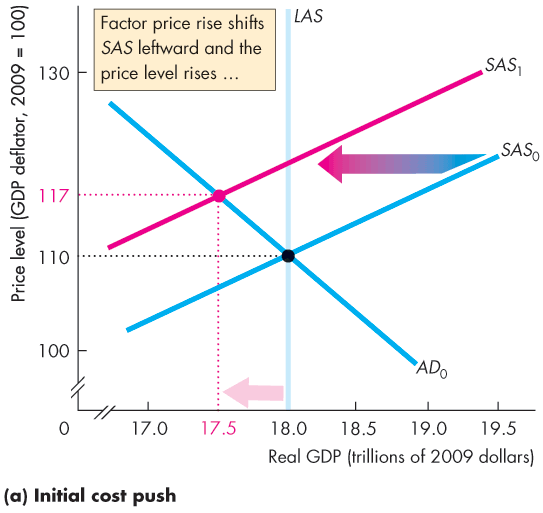 Price level (GDP deflator, 2009 = 100)
Factor price rise shifts
SAS leftward and the
price level rises …
LAS
SAS₁
SAS₀
AD₀
130
117
110
100
0
17.0
17.5
18.0
18.5
19.0
19.5
Real GDP (trillions of 2009 dollars)
(a) Initial cost push